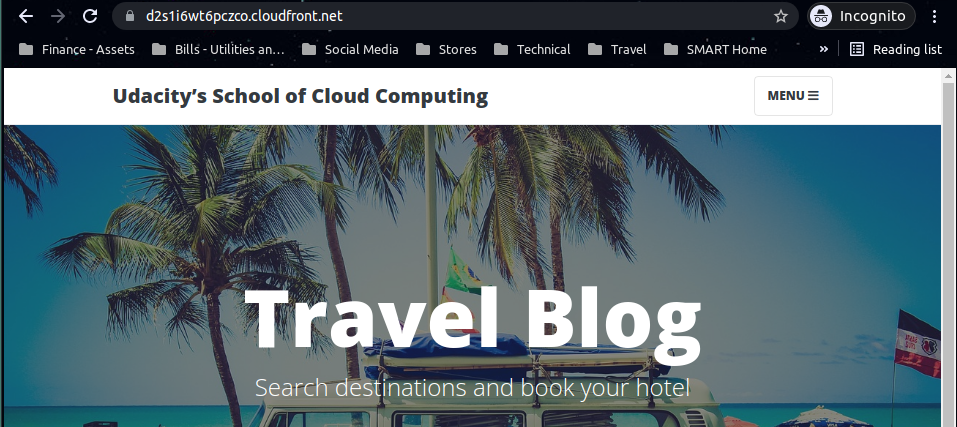 d2s1i6wt6pczco.cloudfront.net
Incognito
Finance - Assets
Bills - Utilities an…
Social Media
Stores
Technical
Travel
SMART Home
»
Reading list
Udacity’s School of Cloud Computing
MENU
Travel Blog
Search destinations and book your hotel